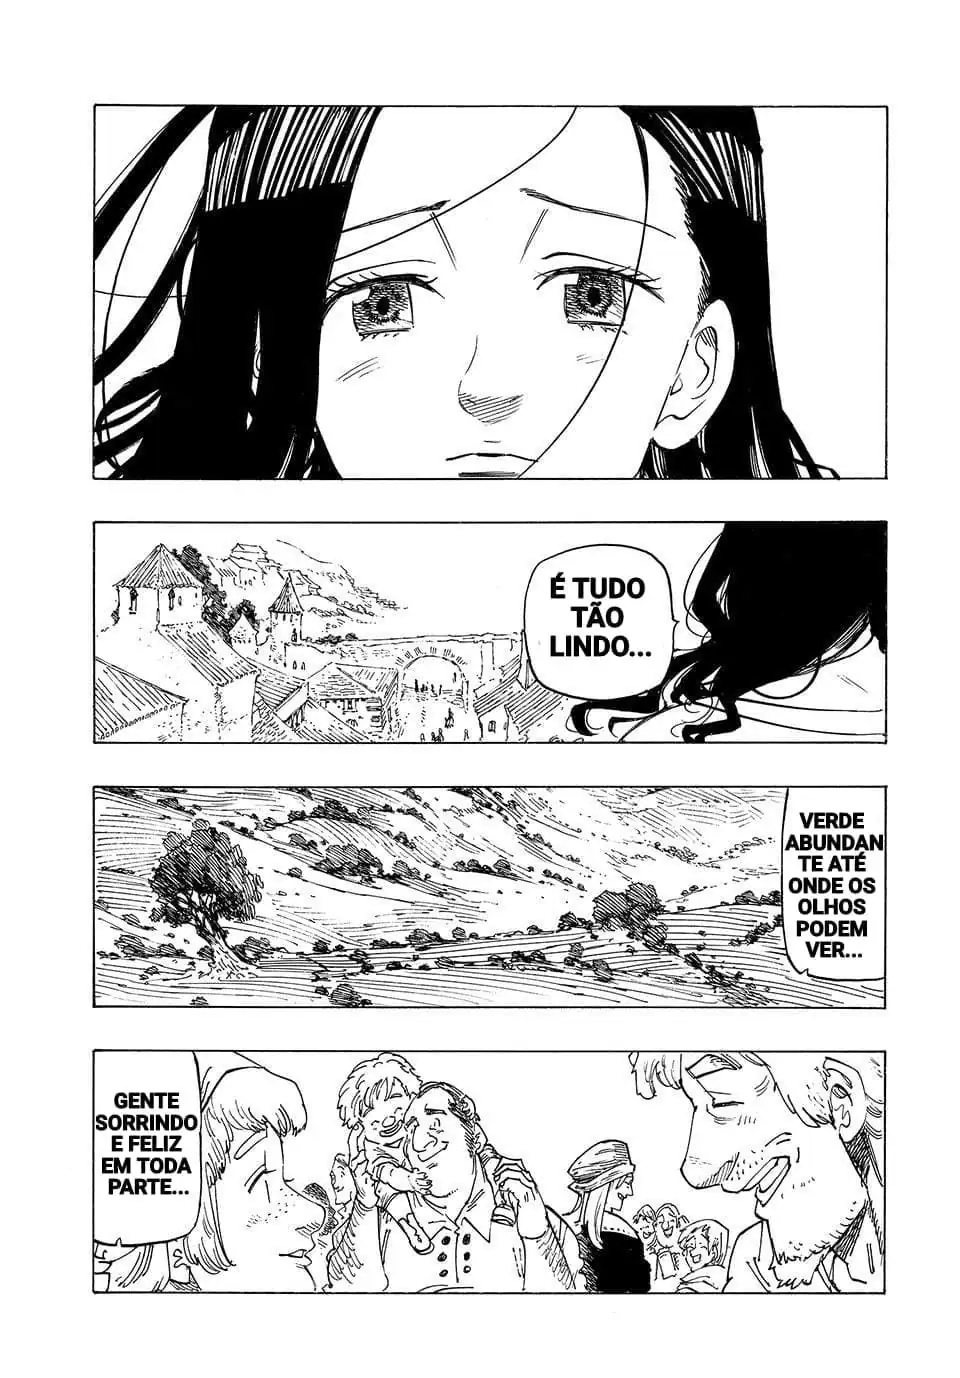 É TUDO
TÃO
LINDO...
VERDE
ABUNDAN
TE ATÉ
ONDE OS
OLHOS
PODEM
VER...
GENTE
SORRINDO
E FELIZ
EM TODA
PARTE...